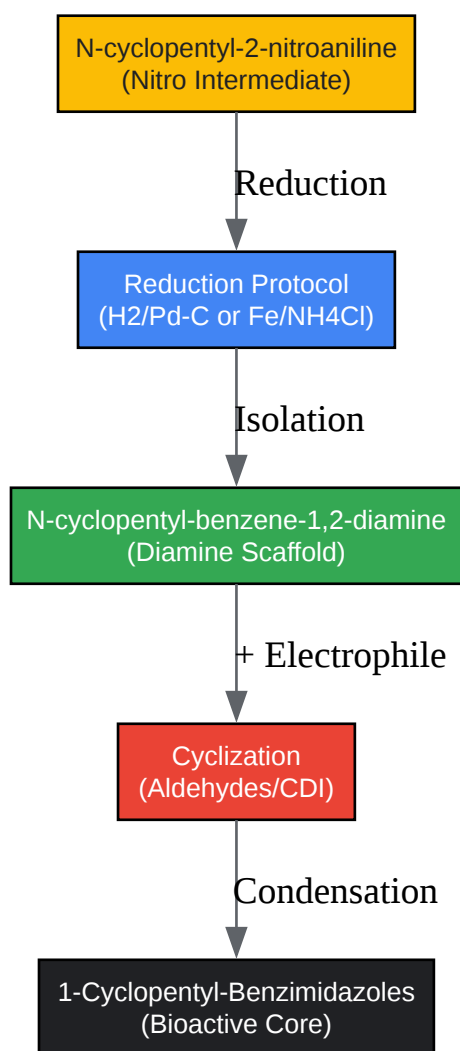 N-cyclopentyl-2-nitroaniline
(Nitro Intermediate)
Reduction
Reduction Protocol
(H2/Pd-C or Fe/NH4Cl)
Isolation
N-cyclopentyl-benzene-1,2-diamine
(Diamine Scaffold)
+ Electrophile
Cyclization
(Aldehydes/CDI)
Condensation
1-Cyclopentyl-Benzimidazoles
(Bioactive Core)